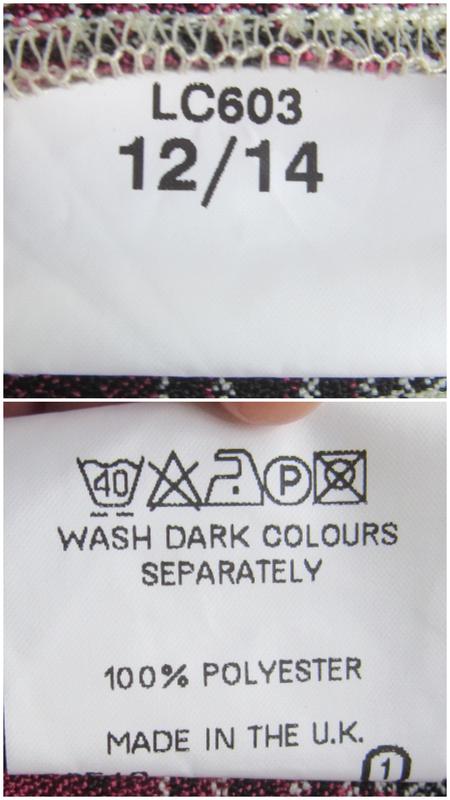 LC603
12/14
40 P
WASH DARK COLOURS
SEPARATELY
100% POLYESTER
MADE IN THE U.K.
1